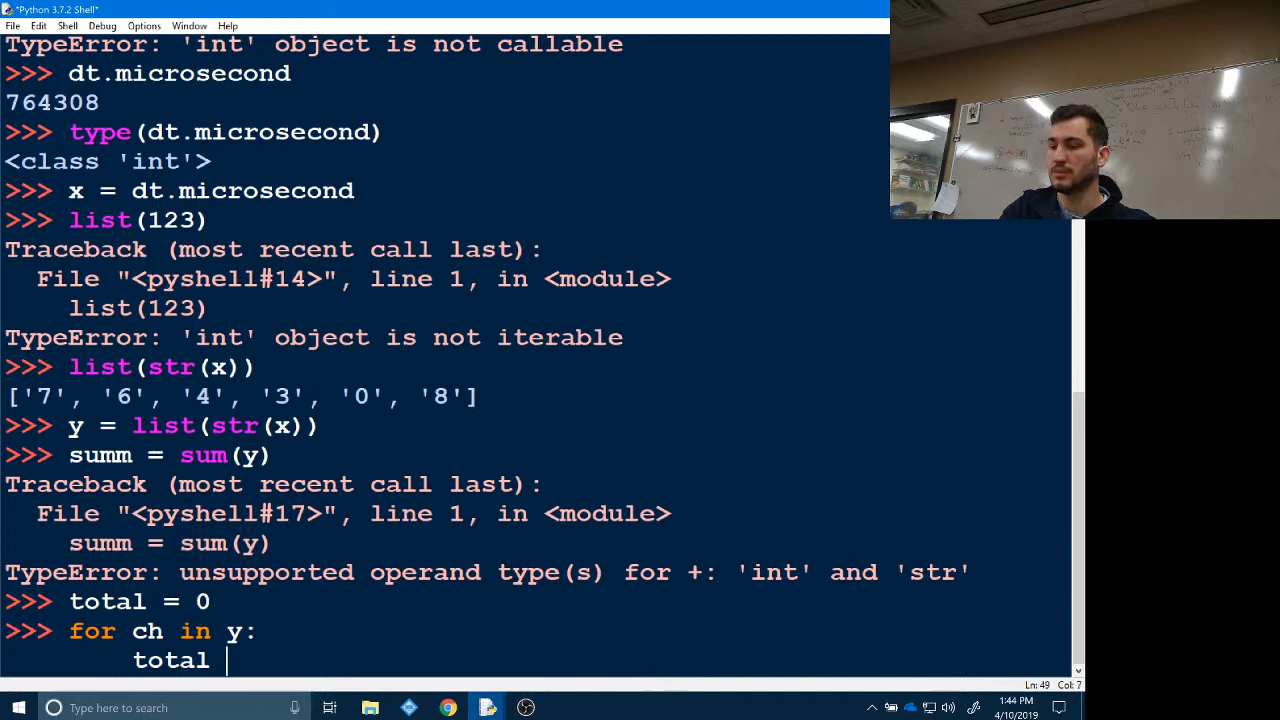 *Python 3.7.2 Shell*
File Edit Shell Debug Options Window Help
TypeError: 'int' object is not callable
>>> dt.microsecond
764308
>>> type(dt.microsecond)
<class 'int'>
>>> x = dt.microsecond
>>> list(123)
Traceback (most recent call last):
  File "<pyshell#14>", line 1, in <module>
    list(123)
TypeError: 'int' object is not iterable
>>> list(str(x))
['7', '6', '4', '3', '0', '8']
>>> y = list(str(x))
>>> summ = sum(y)
Traceback (most recent call last):
  File "<pyshell#17>", line 1, in <module>
    summ = sum(y)
TypeError: unsupported operand type(s) for +: 'int' and 'str'
>>> total = 0
>>> for ch in y:
        total
Ln: 49 Col: 7
Type here to search
1:44 PM
4/10/2019